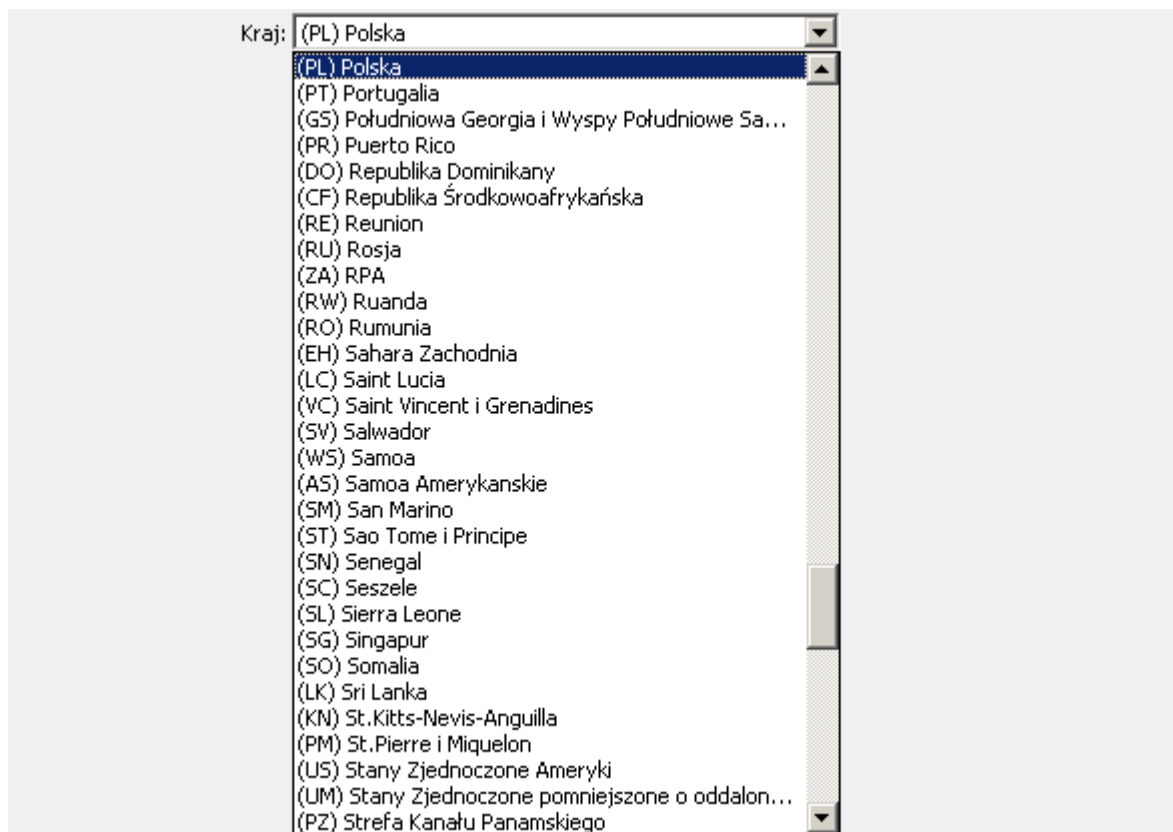 Kraj: (PL) Polska
(PL) Polska
(PT) Portugalia
(GS) Południowa Georgia i Wyspy Południowe Sa...
(PR) Puerto Rico
(DO) Republika Dominikany
(CF) Republika Środkowoafrykańska
(RE) Reunion
(RU) Rosja
(ZA) RPA
(RW) Ruanda
(RO) Rumunia
(EH) Sahara Zachodnia
(LC) Saint Lucia
(VC) Saint Vincent i Grenadines
(SV) Salwador
(WS) Samoa
(AS) Samoa Amerykanskie
(SM) San Marino
(ST) Sao Tome i Principe
(SN) Senegal
(SC) Seszele
(SL) Sierra Leone
(SG) Singapur
(SO) Somalia
(LK) Sri Lanka
(KN) St.Kitts-Nevis-Anguilla
(PM) St.Pierre i Miquelon
(US) Stany Zjednoczone Ameryki
(UM) Stany Zjednoczone pomniejszone o oddalon...
(PZ) Strefa Kanału Panamskiego